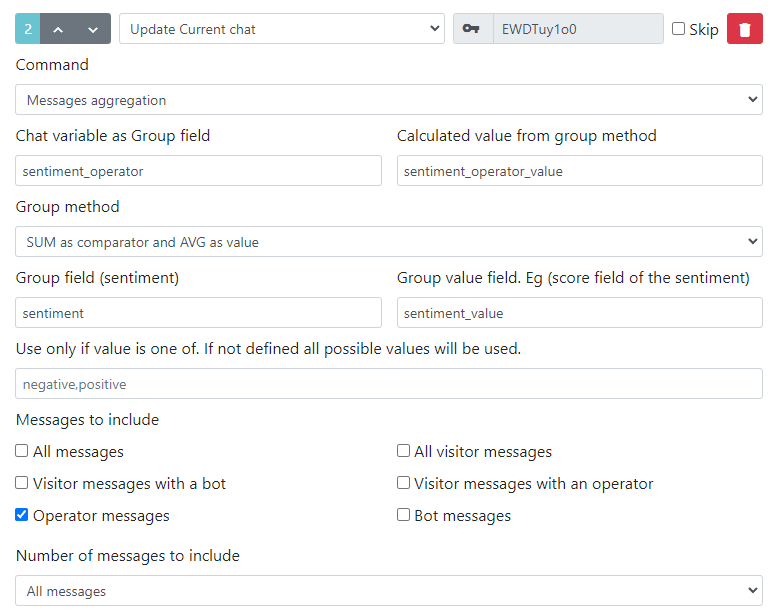 2 Update Current chat EWDTuy1o0 Skip
Command
Messages aggregation
Chat variable as Group field Calculated value from group method
sentiment_operator sentiment_operator_value
Group method
SUM as comparator and AVG as value
Group field (sentiment) Group value field. Eg (score field of the sentiment)
sentiment sentiment_value
Use only if value is one of. If not defined all possible values will be used.
negative,positive
Messages to include
All messages All visitor messages
Visitor messages with a bot Visitor messages with an operator
Operator messages Bot messages
Number of messages to include
All messages